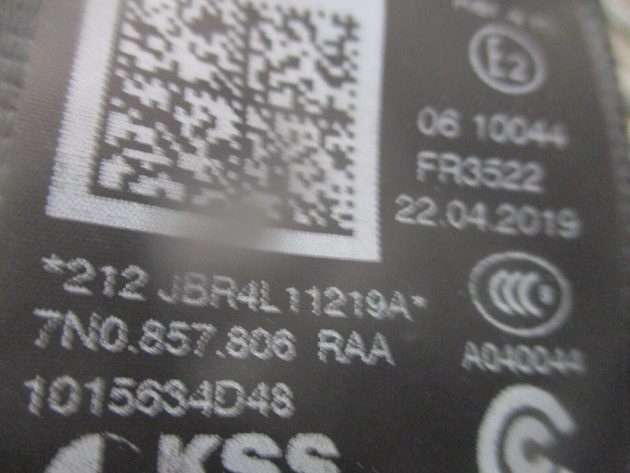 E2
06 10044
FR3522
22.04.2019
*212 JBR4L11219A*
7N0.857.806 RAA
A040044
1015634D48
KSS